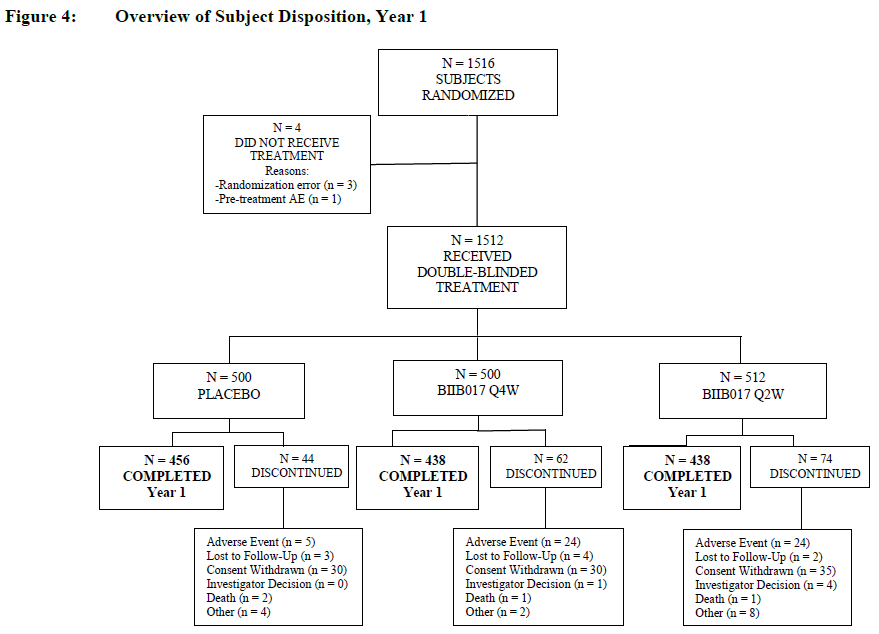 Figure 4: Overview of Subject Disposition, Year 1
N = 1516
SUBJECTS
RANDOMIZED
N = 4
DID NOT RECEIVE
TREATMENT
Reasons:
-Randomization error (n = 3)
-Pre-treatment AE (n = 1)
N = 1512
RECEIVED
DOUBLE-BLINDED
TREATMENT
N = 500
PLACEBO
N = 500
BIIB017 Q4W
N = 512
BIIB017 Q2W
N = 456
COMPLETED
Year 1
N = 44
DISCONTINUED
N = 438
COMPLETED
Year 1
N = 62
DISCONTINUED
N = 438
COMPLETED
Year 1
N = 74
DISCONTINUED
Adverse Event (n = 5)
Lost to Follow-Up (n = 3)
Consent Withdrawn (n = 30)
Investigator Decision (n = 0)
Death (n = 2)
Other (n = 4)
Adverse Event (n = 24)
Lost to Follow-Up (n = 4)
Consent Withdrawn (n = 30)
Investigator Decision (n = 1)
Death (n = 1)
Other (n = 2)
Adverse Event (n = 24)
Lost to Follow-Up (n = 2)
Consent Withdrawn (n = 35)
Investigator Decision (n = 4)
Death (n = 1)
Other (n = 8)